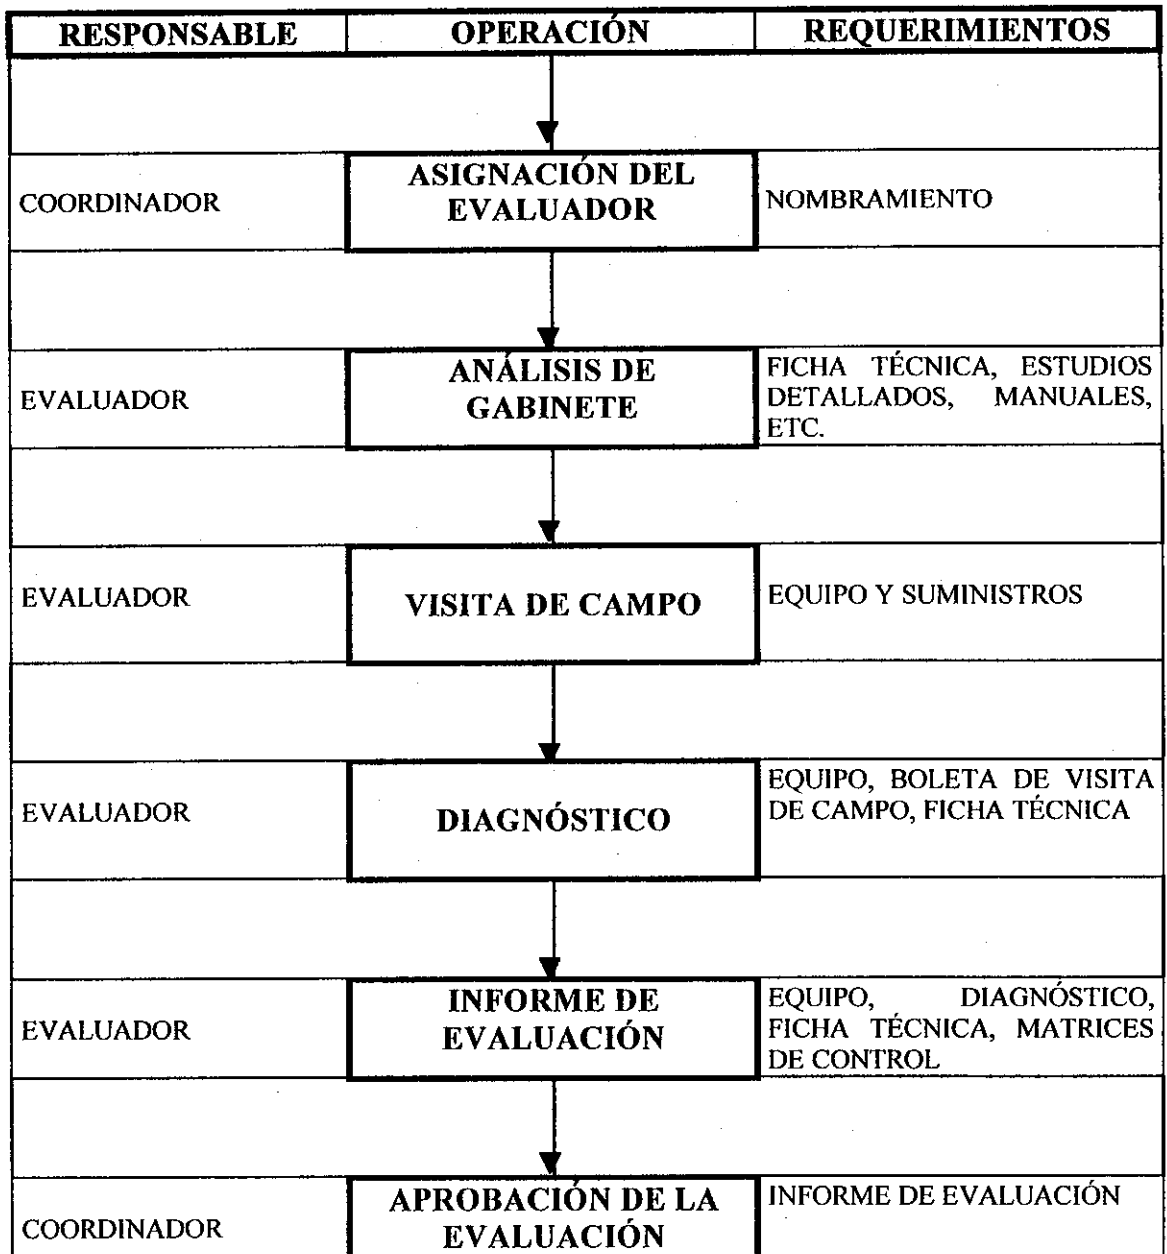 RESPONSABLE OPERACIÓN REQUERIMIENTOS
COORDINADOR
ASIGNACIÓN DEL
EVALUADOR
NOMBRAMIENTO
EVALUADOR
ANÁLISIS DE
GABINETE
FICHA TÉCNICA, ESTUDIOS
DETALLADOS, MANUALES,
ETC.
EVALUADOR
VISITA DE CAMPO
EQUIPO Y SUMINISTROS
EVALUADOR
DIAGNÓSTICO
EQUIPO, BOLETA DE VISITA
DE CAMPO, FICHA TÉCNICA
EVALUADOR
INFORME DE
EVALUACIÓN
EQUIPO, DIAGNÓSTICO,
FICHA TÉCNICA, MATRICES
DE CONTROL
COORDINADOR
APROBACIÓN DE LA
EVALUACIÓN
INFORME DE EVALUACIÓN